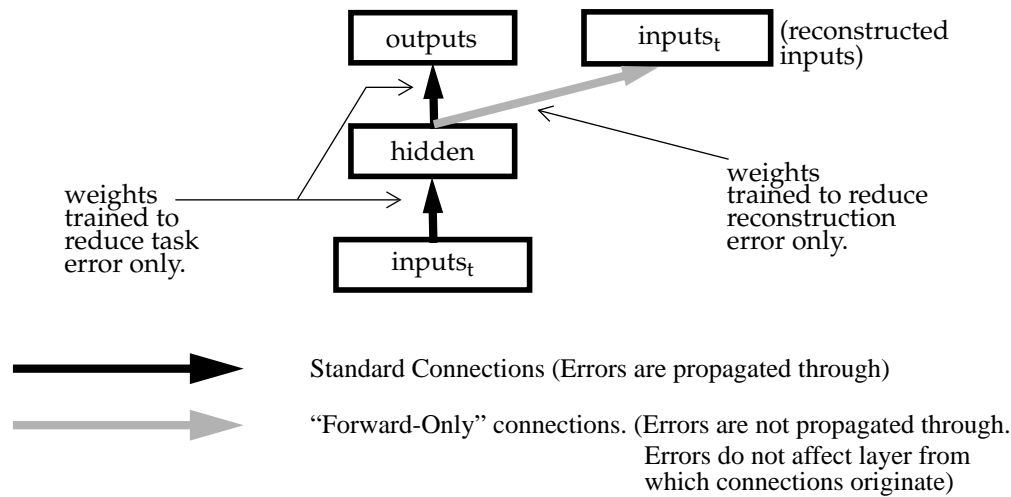 outputs
inputst
(reconstructed
inputs)
hidden
weights
trained to
reduce task
error only.
weights
trained to reduce
reconstruction
error only.
inputst
Standard Connections (Errors are propagated through)
“Forward-Only” connections. (Errors are not propagated through.
Errors do not affect layer from
which connections originate)